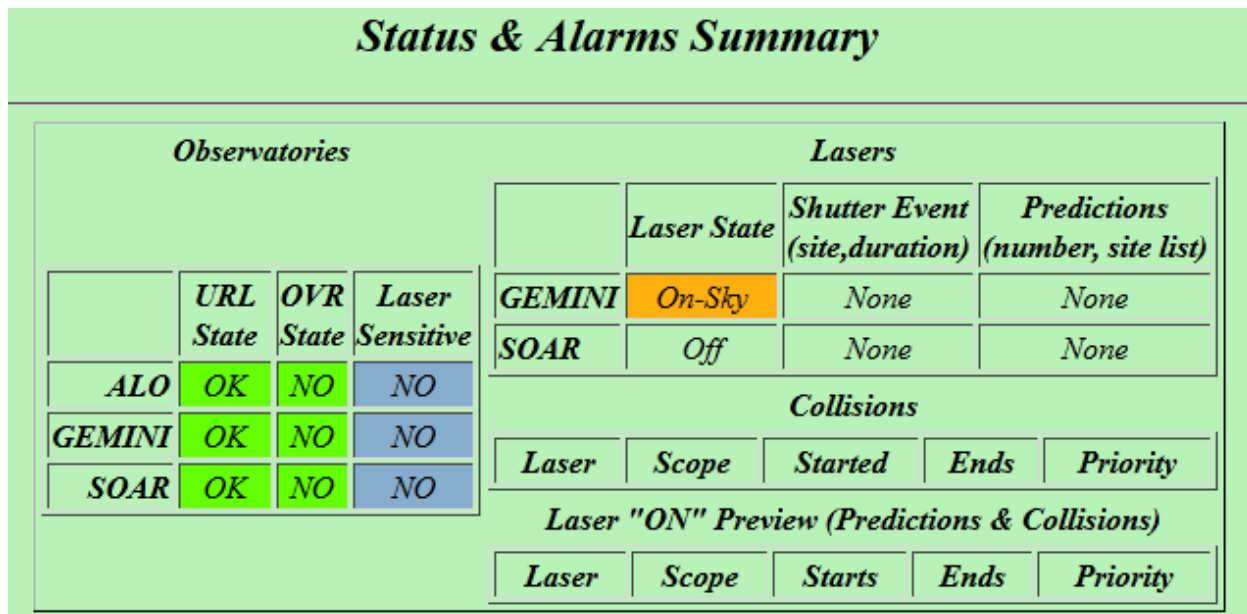 Status & Alarms Summary
Observatories
URL State OVR State Laser Sensitive
ALO OK NO NO
GEMINI OK NO NO
SOAR OK NO NO
Lasers
Laser State Shutter Event (site,duration) Predictions (number, site list)
GEMINI On-Sky None None
SOAR Off None None
Collisions
Laser Scope Started Ends Priority
Laser "ON" Preview (Predictions & Collisions)
Laser Scope Starts Ends Priority